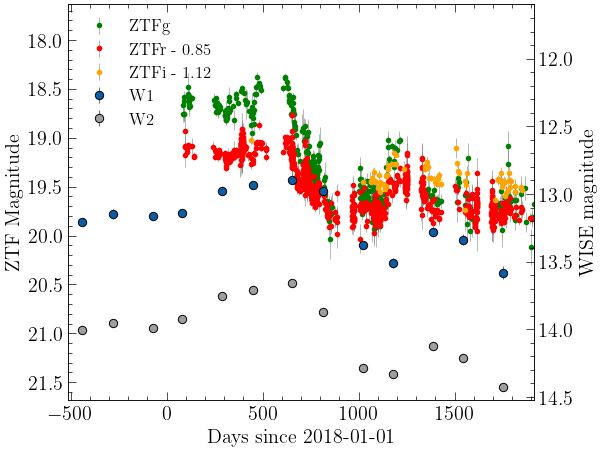 ZTFg
ZTFr - 0.85
ZTFi - 1.12
W1
W2
ZTF Magnitude
18.0
18.5
19.0
19.5
20.0
20.5
21.0
21.5
12.0
12.5
13.0
13.5
14.0
14.5
WISE magnitude
-500
0
500
1000
1500
Days since 2018-01-01